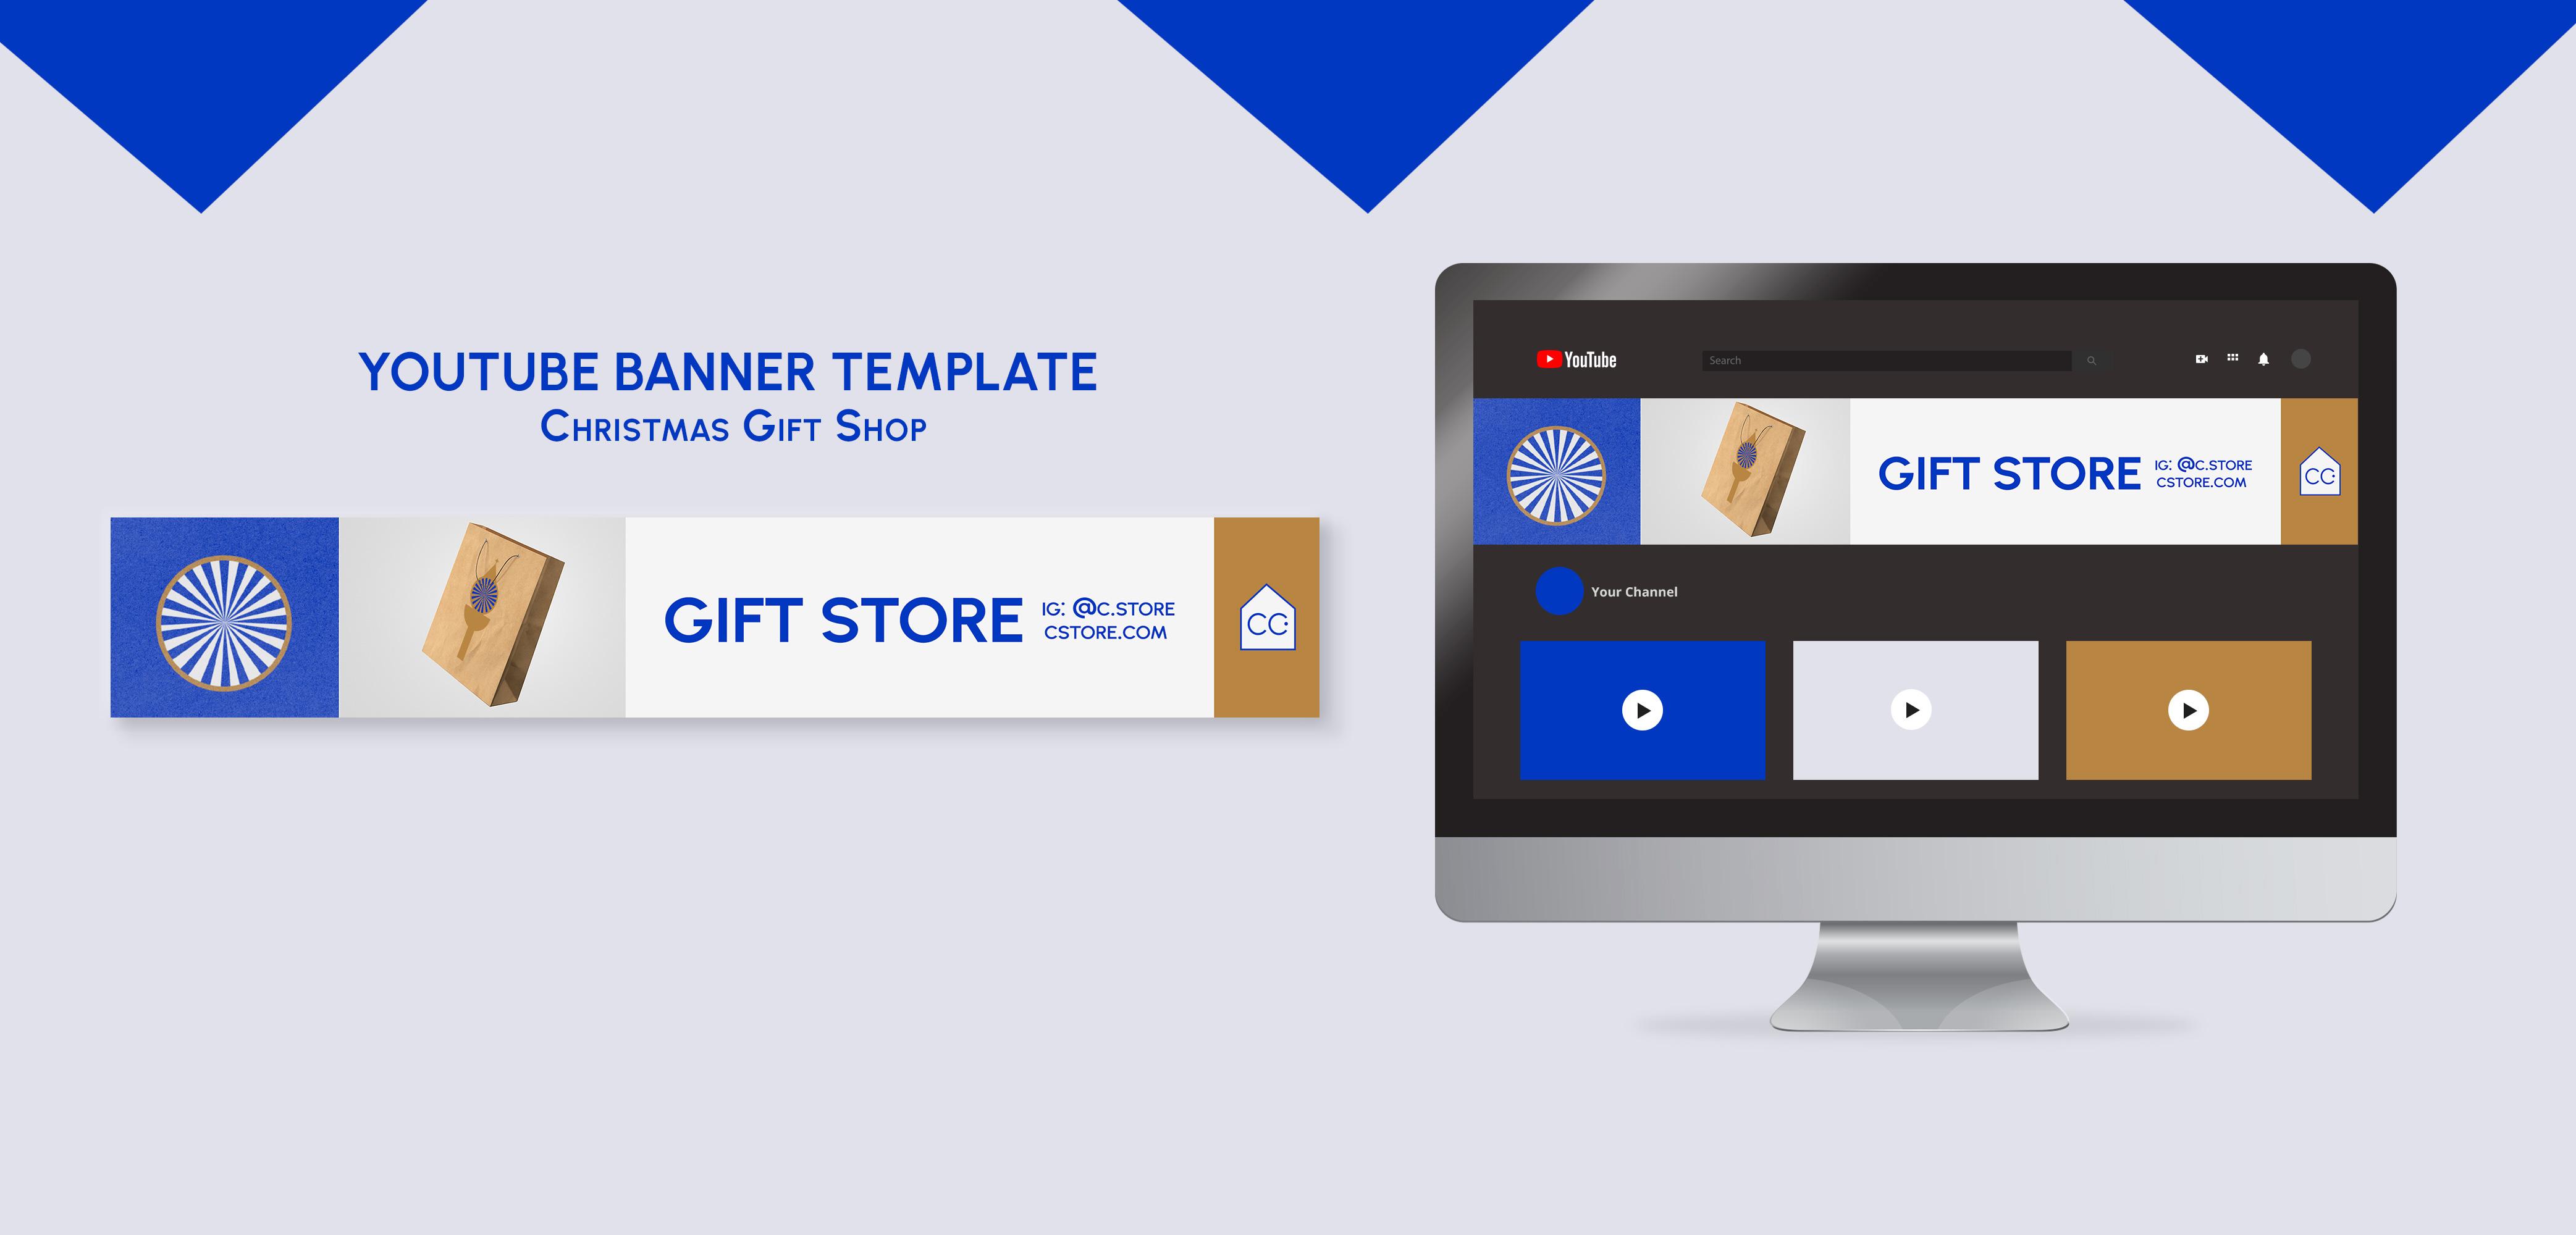 YOUTUBE BANNER TEMPLATE
Christmas Gift Shop
GIFT STORE
IG: @C.STORE
CSTORE.COM
CC:
YouTube
Search
GIFT STORE
IG: @C.STORE
CSTORE.COM
CC:
Your Channel